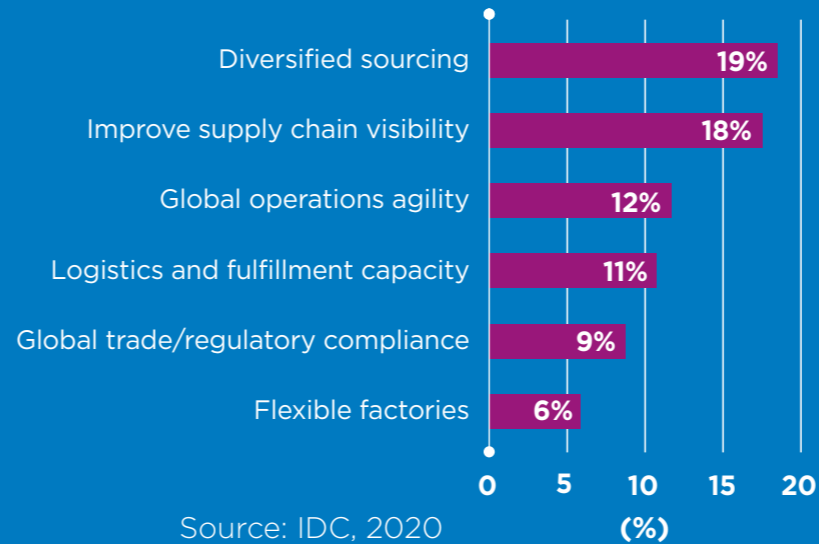 Diversified sourcing 19%
Improve supply chain visibility 18%
Global operations agility 12%
Logistics and fulfillment capacity 11%
Global trade/regulatory compliance 9%
Flexible factories 6%
0 5 10 15 20
Source: IDC, 2020 (%)